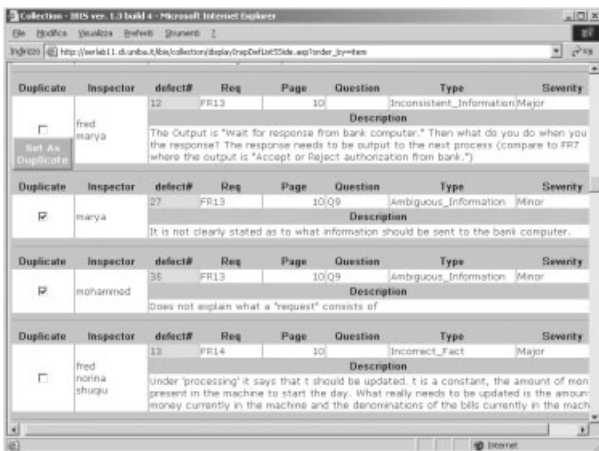 Collection - IBIS ver. 1.3 build 4 - Microsoft Internet Explorer
File Modifica Visualizza Preferiti Strumenti ?
Indirizzo http://serlab11.di.uniba.it/ibis/collection/displayInspDefList5Side.asp?order_by=item Vai
Duplicate Inspector defect# Req Page Question Type Severity
12 FR13 10 Inconsistent_Information Major
fred
marya
Description
The Output is "Wait for response from bank computer." Then what do you do when you
the response? The response needs to be output to the next process (compare to FR7
where the output is "Accept or Reject authorization from bank.")
Set As
Duplicate
Duplicate Inspector defect# Req Page Question Type Severity
27 FR13 10 Q9 Ambiguous_Information Minor
marya
Description
It is not clearly stated as to what information should be sent to the bank computer.
Duplicate Inspector defect# Req Page Question Type Severity
35 FR13 10 Q9 Ambiguous_Information Minor
mohammed
Description
Does not explain what a "request" consists of
Duplicate Inspector defect# Req Page Question Type Severity
13 FR14 10 Incorrect_Fact Major
fred
norina
shuqiu
Description
Under 'processing' it says that t should be updated. t is a constant, the amount of mon
present in the machine to start the day. What really needs to be updated is the amoun
money currently in the machine and the denominations of the bills currently in the mach
Internet